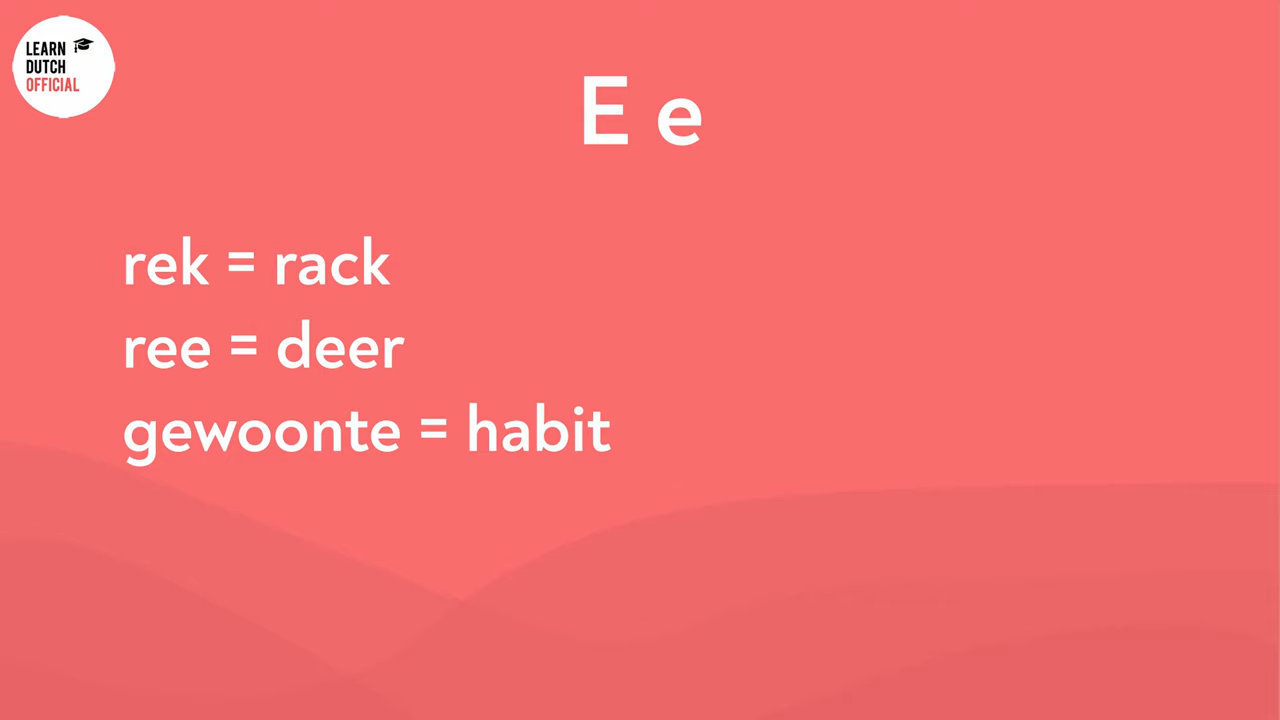 LEARN
DUTCH
OFFICIAL
E e
rek = rack
ree = deer
gewoonte = habit